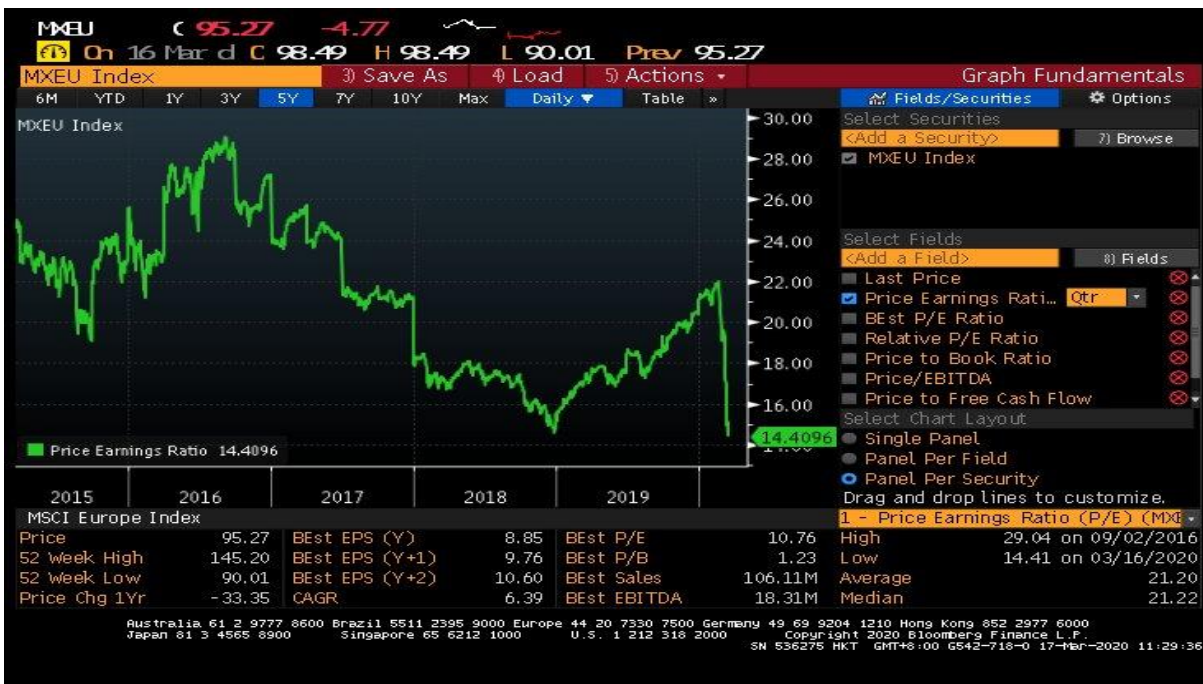 MXEU C 95.27 -4.77
On 16 Mar d C 98.49 H 98.49 L 90.01 Prev 95.27
MXEU Index 3) Save As 4) Load 5) Actions Graph Fundamentals
6M YTD 1Y 3Y 5Y 7Y 10Y Max Daily Table » Fields/Securities Options
MXEU Index
30.00
28.00
26.00
24.00
22.00
20.00
18.00
16.00
14.4096
Price Earnings Ratio 14.4096
2015 2016 2017 2018 2019
Select Securities
<Add a Security> 7) Browse
MXEU Index
Select Fields
<Add a Field> 8) Fields
Last Price
Price Earnings Rati... Qtr
BEst P/E Ratio
Relative P/E Ratio
Price to Book Ratio
Price/EBITDA
Price to Free Cash Flow
Select Chart Layout
Single Panel
Panel Per Field
Panel Per Security
Drag and drop lines to customize.
MSCI Europe Index
Price 95.27 BEst EPS (Y) 8.85 BEst P/E 10.76
52 Week High 145.20 BEst EPS (Y+1) 9.76 BEst P/B 1.23
52 Week Low 90.01 BEst EPS (Y+2) 10.60 BEst Sales 106.11M
Price Chg 1Yr -33.35 CAGR 6.39 BEst EBITDA 18.31M
1 - Price Earnings Ratio (P/E) (MXE
High 29.04 on 09/02/2016
Low 14.41 on 03/16/2020
Average 21.20
Median 21.22
Australia 61 2 9777 8600 Brazil 5511 2395 9000 Europe 44 20 7330 7500 Germany 49 69 9204 1210 Hong Kong 852 2977 6000
Japan 81 3 4565 8900 Singapore 65 6212 1000 U.S. 1 212 318 2000 Copyright 2020 Bloomberg Finance L.P.
SN 536275 HKT GMT+8:00 G542-718-0 17-Mar-2020 11:29:36